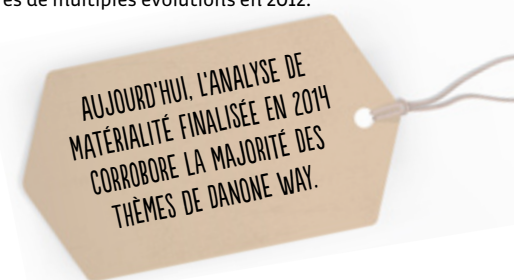 res de multiples évolutions en 2012.
AUJOURD'HUI, L'ANALYSE DE
MATÉRIALITÉ FINALISÉE EN 2014
CORROBORE LA MAJORITÉ DES
THÈMES DE DANONE WAY.